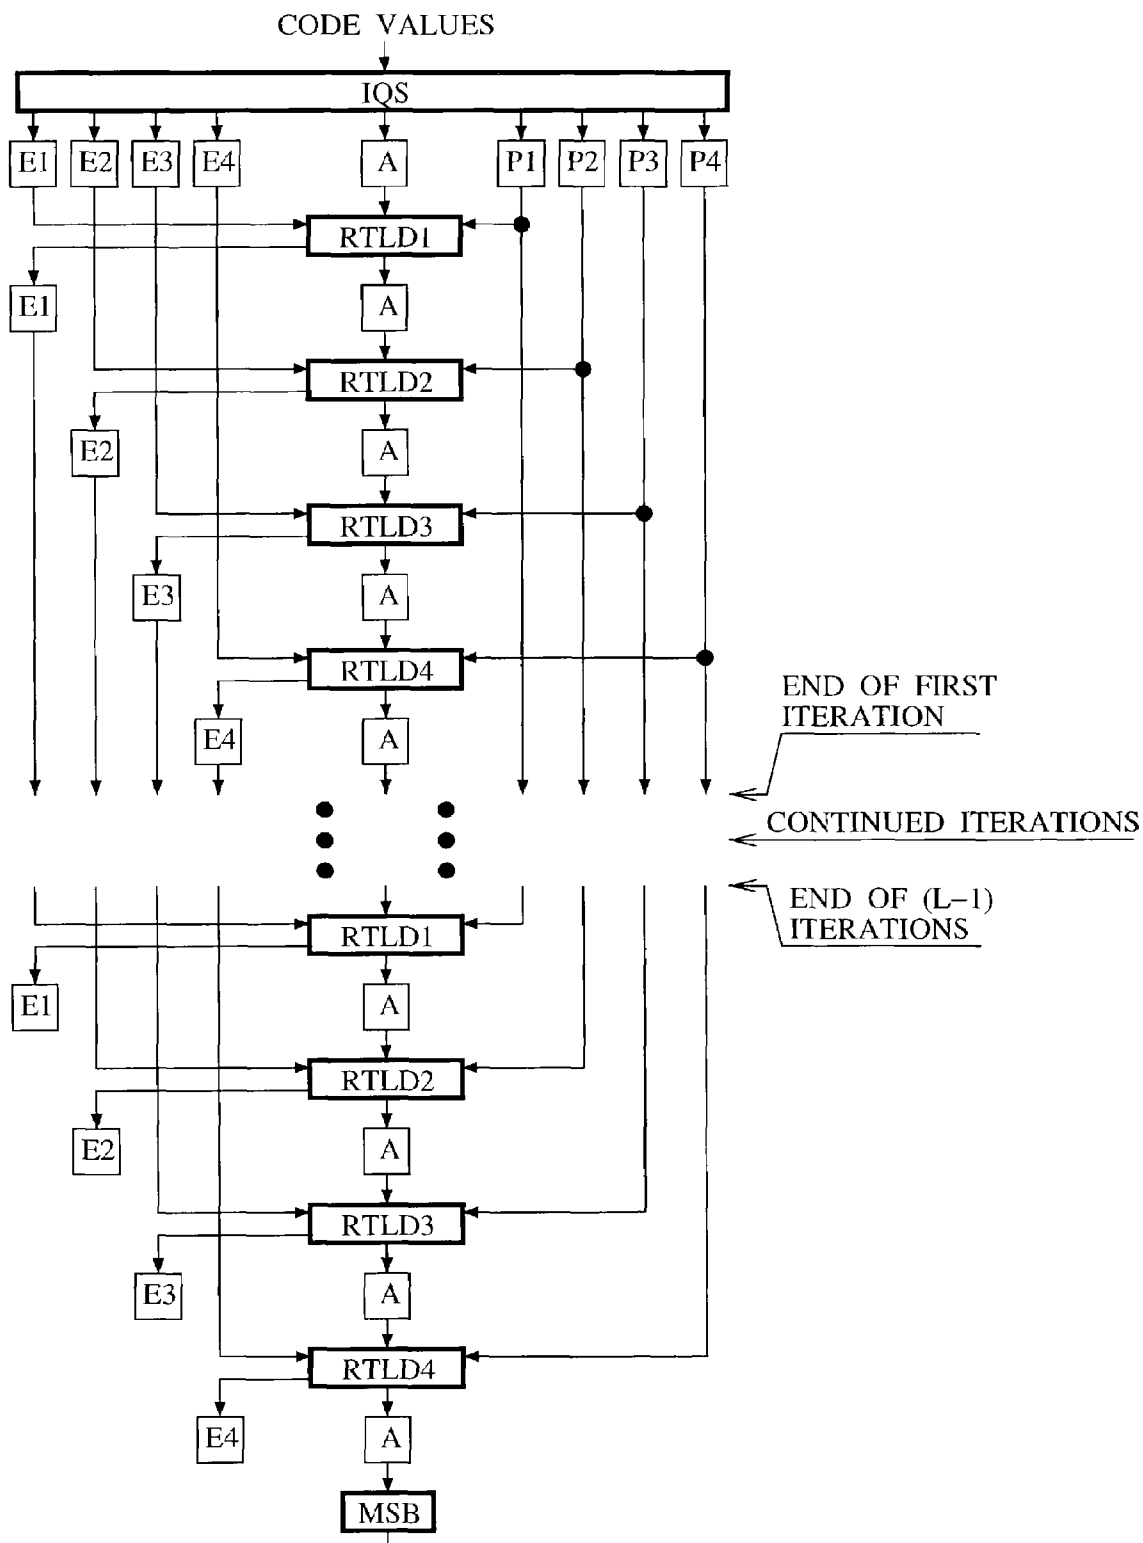 CODE VALUES
IQS
E1 E2 E3 E4 A P1 P2 P3 P4
RTLD1
E1 A
RTLD2
E2 A
RTLD3
E3 A
RTLD4
E4 A
END OF FIRST
ITERATION
CONTINUED ITERATIONS
END OF (L-1)
ITERATIONS
RTLD1
E1 A
RTLD2
E2 A
RTLD3
E3 A
RTLD4
E4 A
MSB